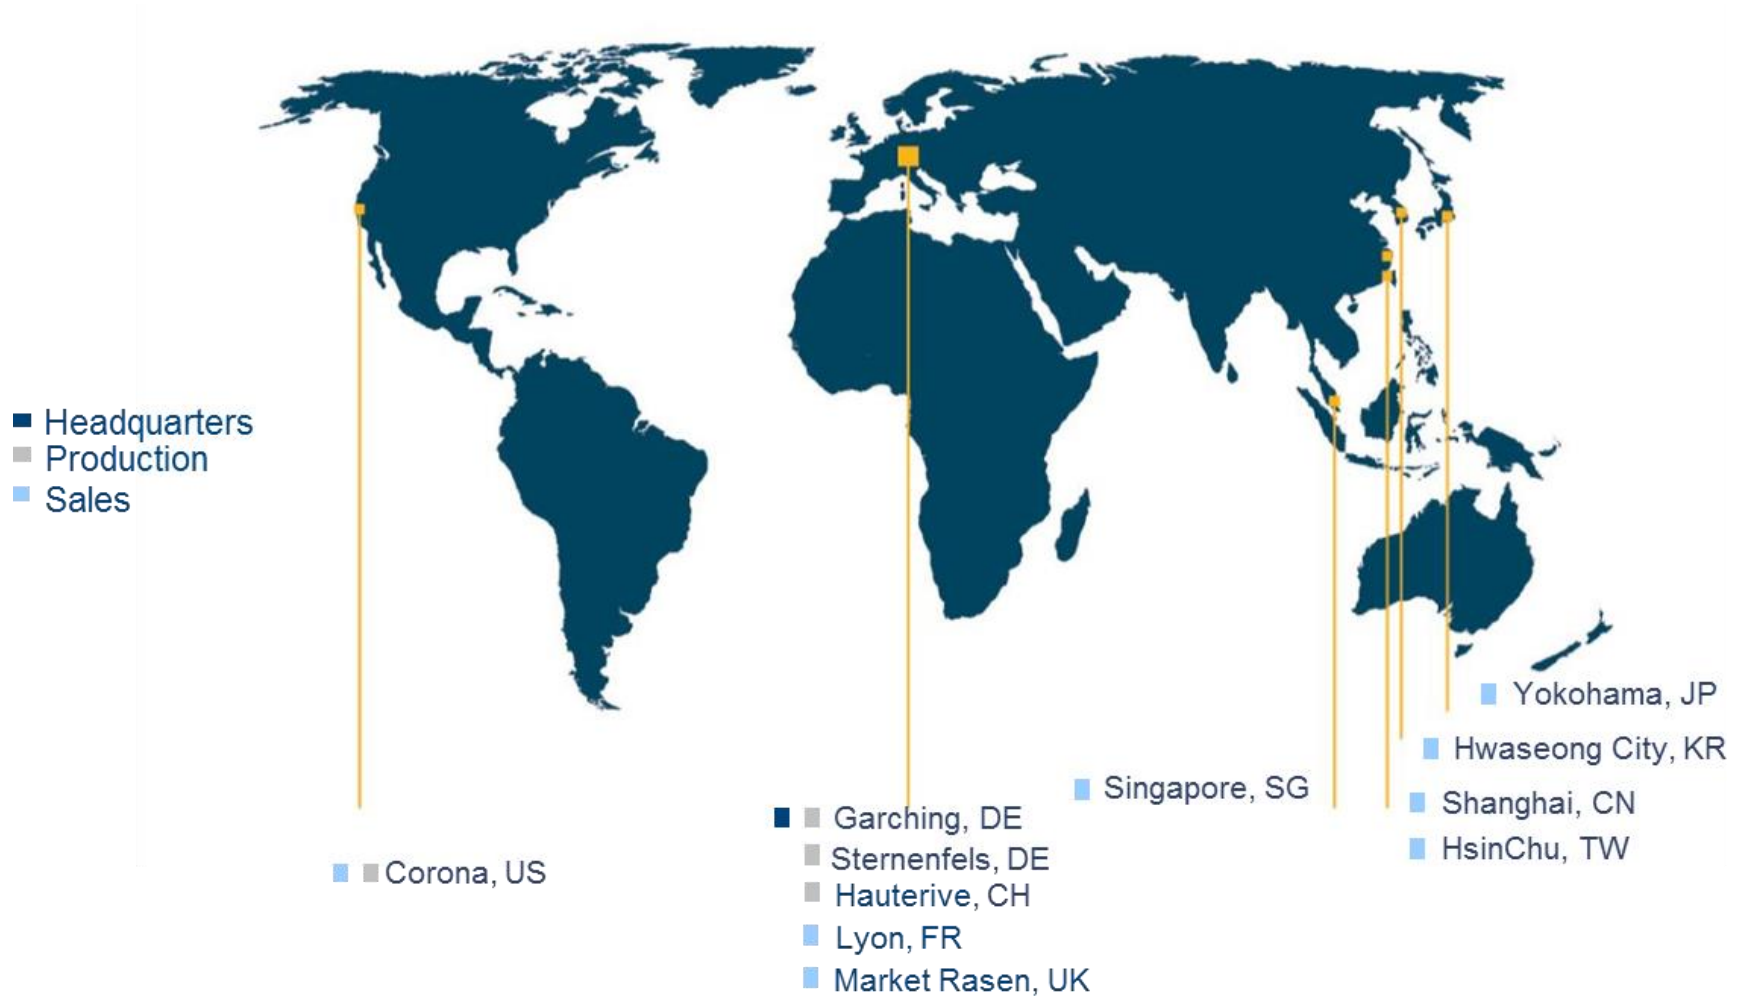 Headquarters
Production
Sales
Corona, US
Garching, DE
Sternenfels, DE
Hauterive, CH
Lyon, FR
Market Rasen, UK
Singapore, SG
Yokohama, JP
Hwaseong City, KR
Shanghai, CN
HsinChu, TW